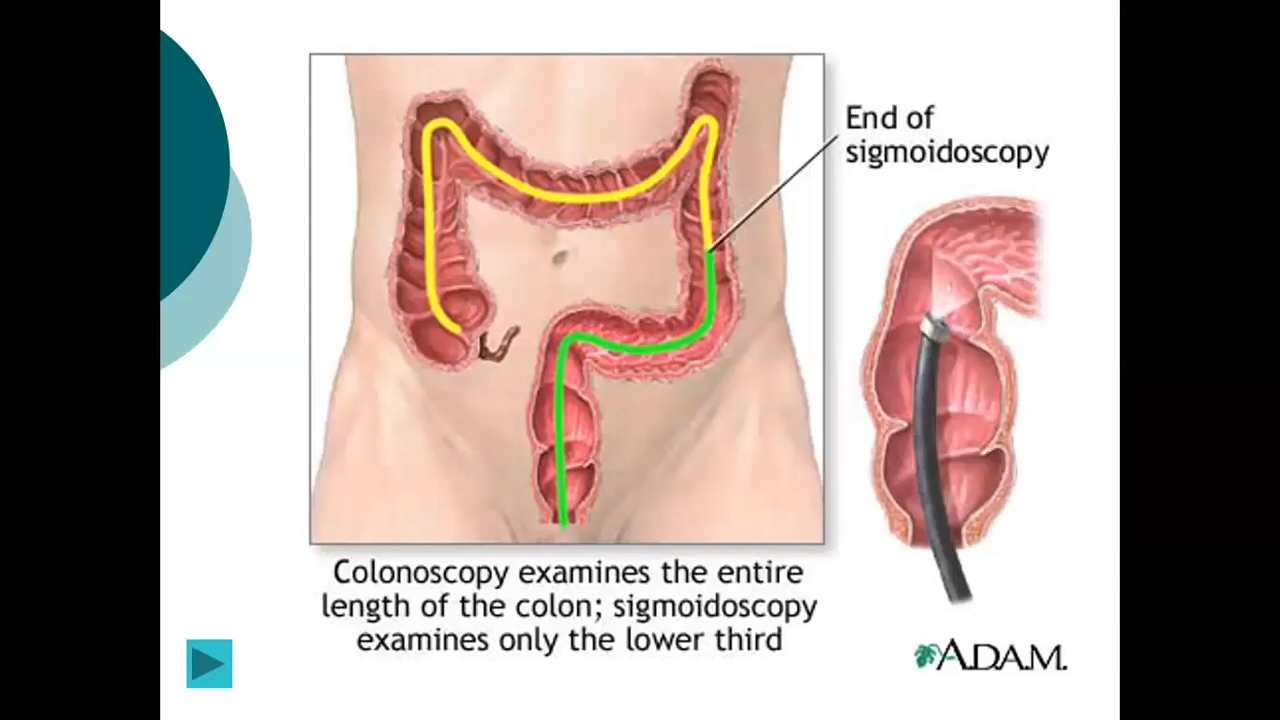 End of
sigmoidoscopy
Colonoscopy examines the entire
length of the colon; sigmoidoscopy
examines only the lower third
A.D.A.M.